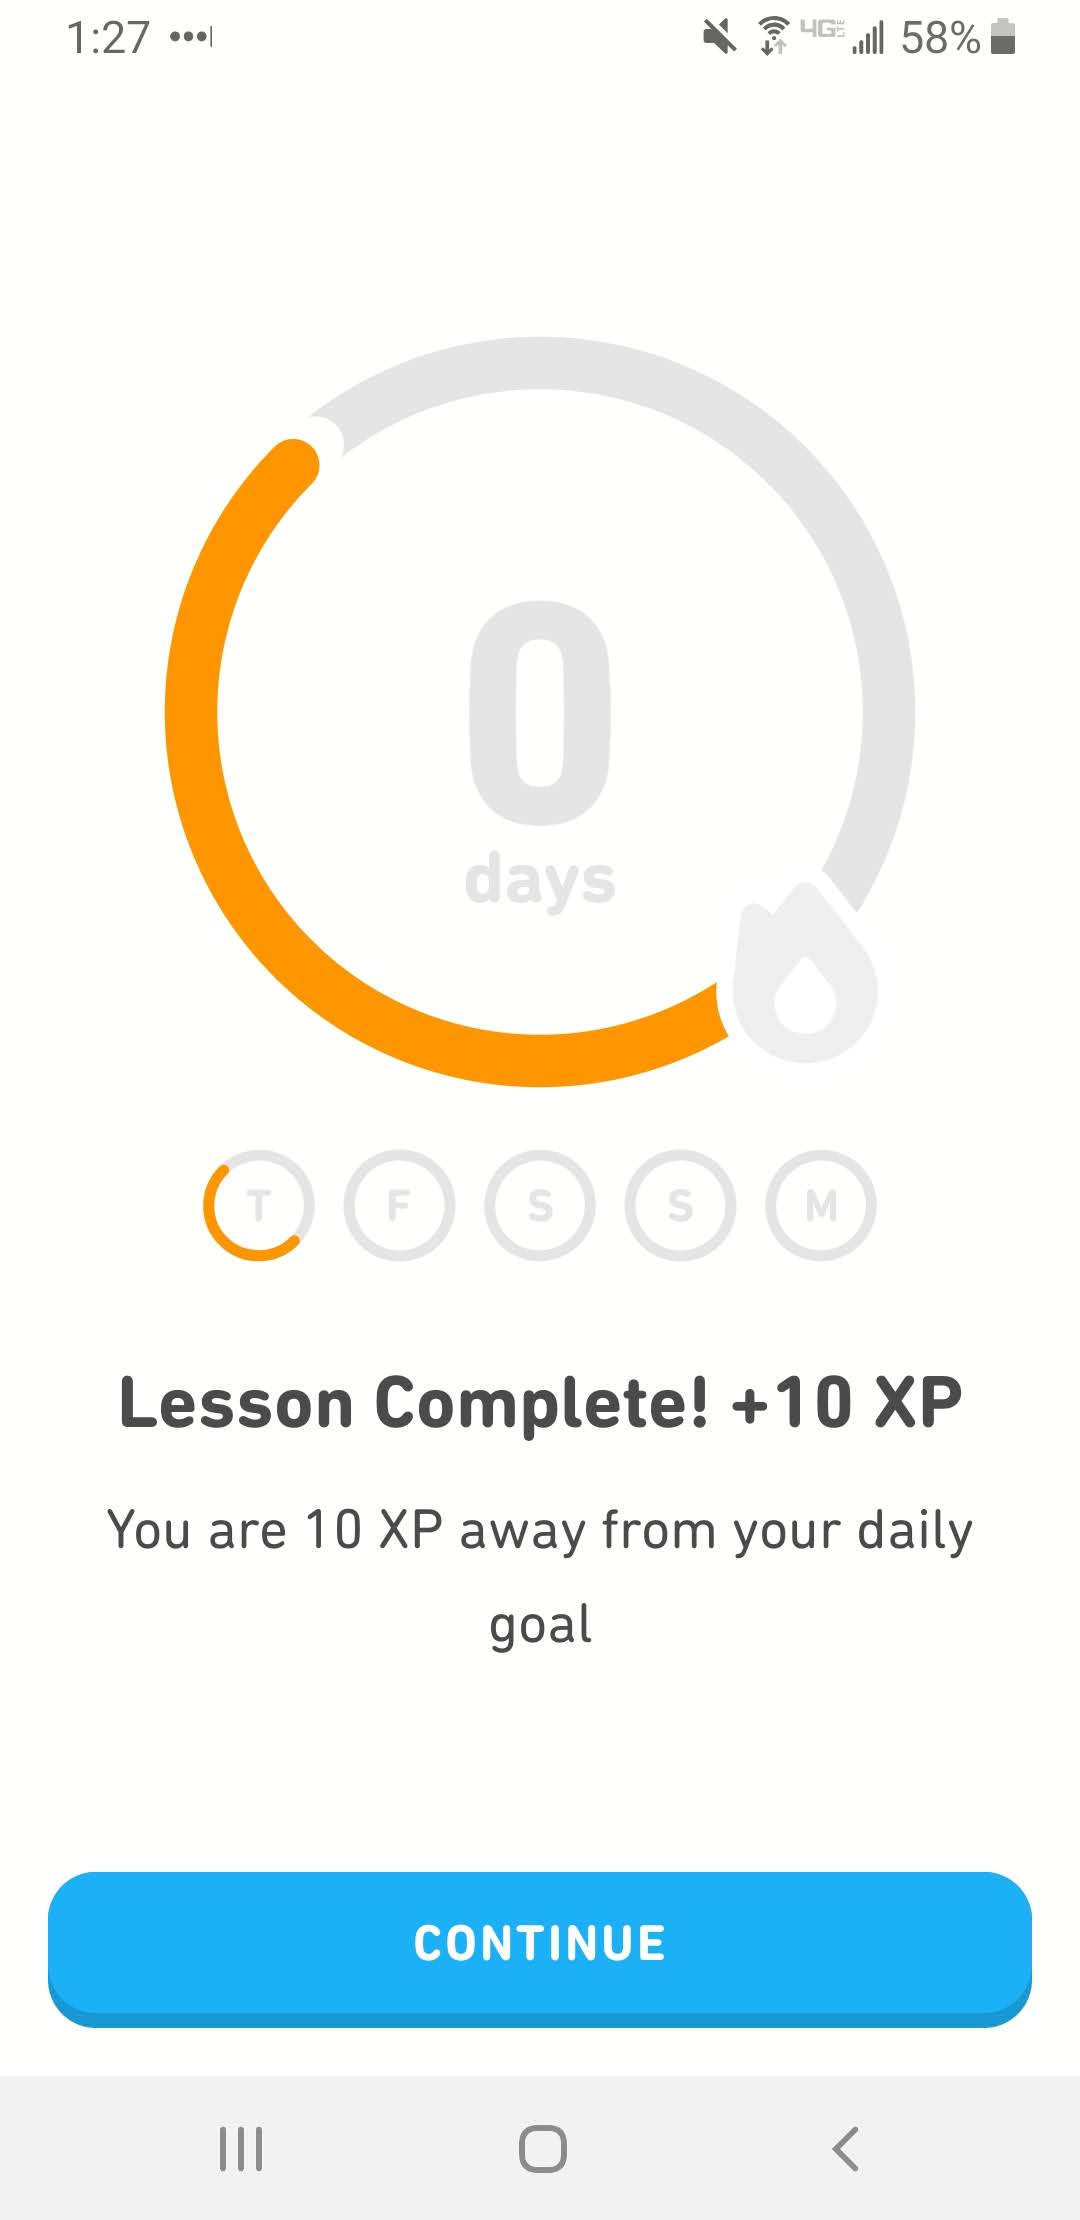 1:27 58%
4G LTE
0
days
T F S S M
Lesson Complete! +10 XP
You are 10 XP away from your daily
goal
CONTINUE